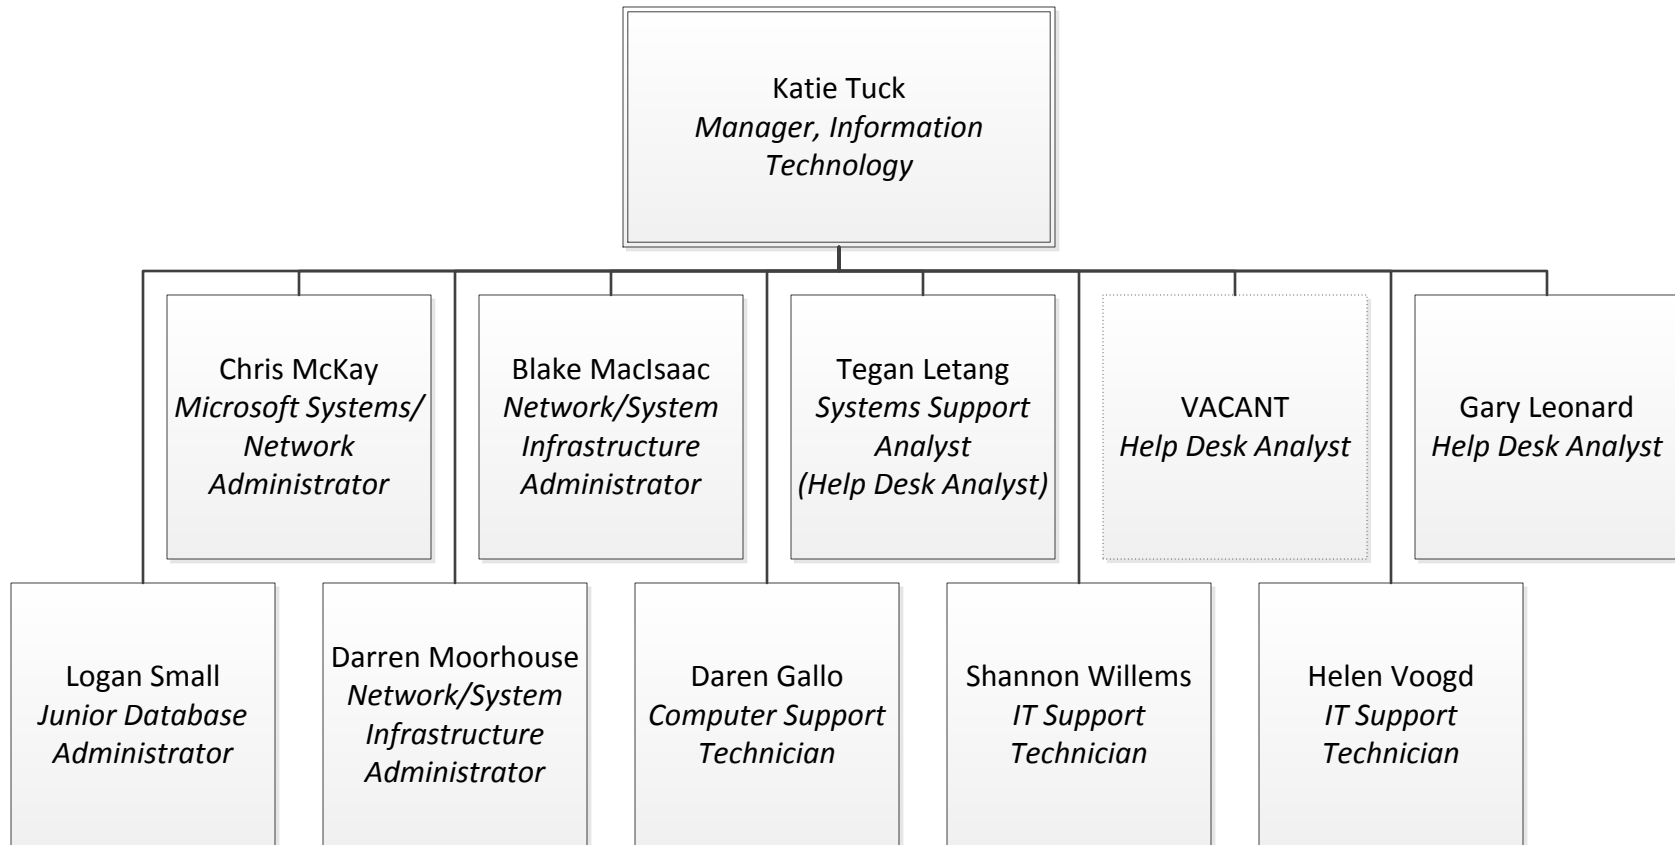 Katie Tuck
Manager, Information
Technology
Chris McKay
Microsoft Systems/
Network
Administrator
Blake MacIsaac
Network/System
Infrastructure
Administrator
Tegan Letang
Systems Support
Analyst
(Help Desk Analyst)
VACANT
Help Desk Analyst
Gary Leonard
Help Desk Analyst
Logan Small
Junior Database
Administrator
Darren Moorhouse
Network/System
Infrastructure
Administrator
Daren Gallo
Computer Support
Technician
Shannon Willems
IT Support
Technician
Helen Voogd
IT Support
Technician